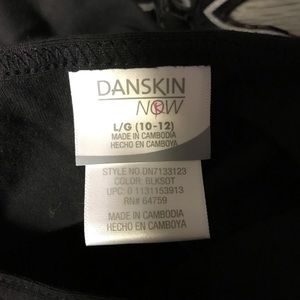 DANSKIN
NOW
L/G (10-12)
MADE IN CAMBODIA
HECHO EN CAMBOYA
STYLE NO.DN7133123
COLOR: BLKSOT
UPC: 0 1131153913
RN# 64759
MADE IN CAMBODIA
HECHO EN CAMBOYA